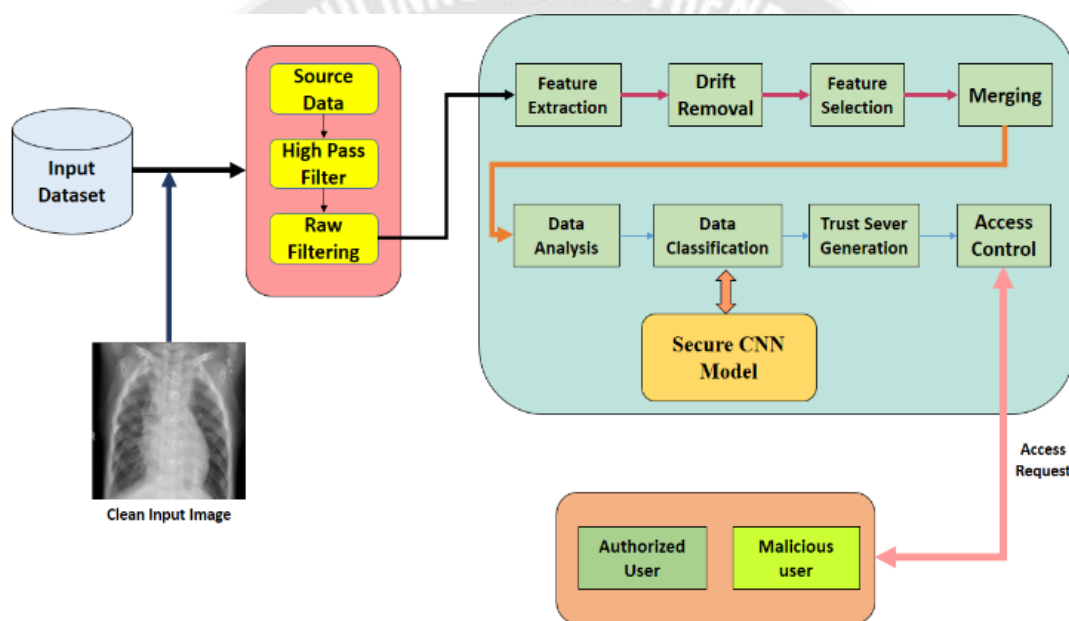 Input
Dataset
Clean Input Image
Source
Data
High Pass
Filter
Raw
Filtering
Feature
Extraction
Drift
Removal
Feature
Selection
Merging
Data
Analysis
Data
Classification
Trust Sever
Generation
Access
Control
Secure CNN
Model
Access
Request
Authorized
User
Malicious
user